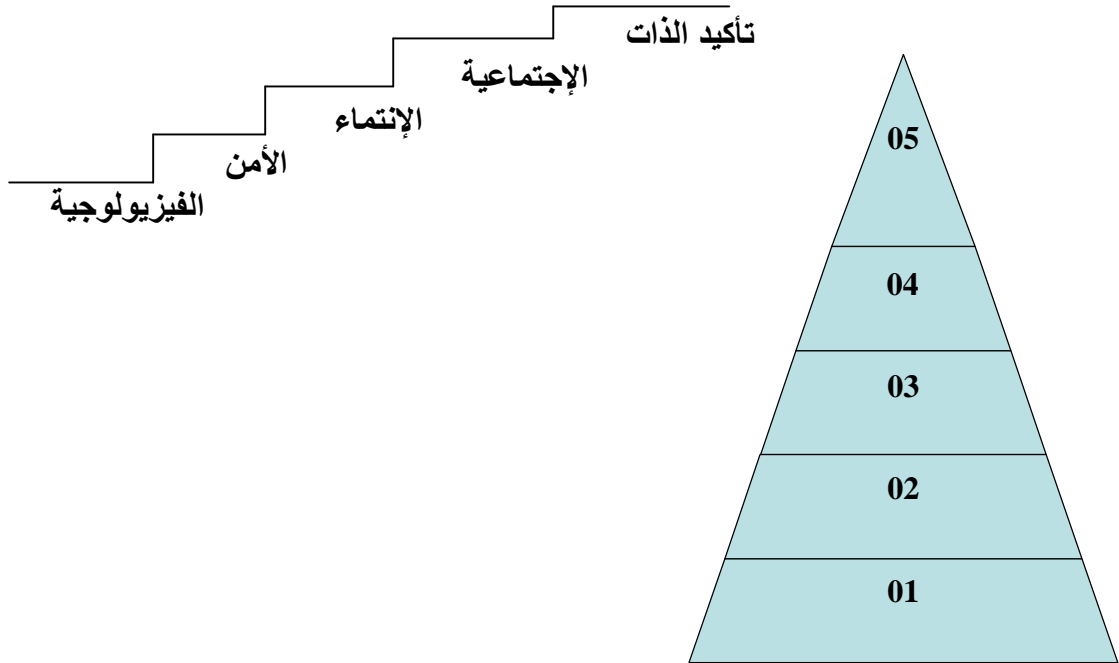 تأكيد الذات
الإجتماعية
الإنتماء
الأمن
الفيزيولوجية
05
04
03
02
01